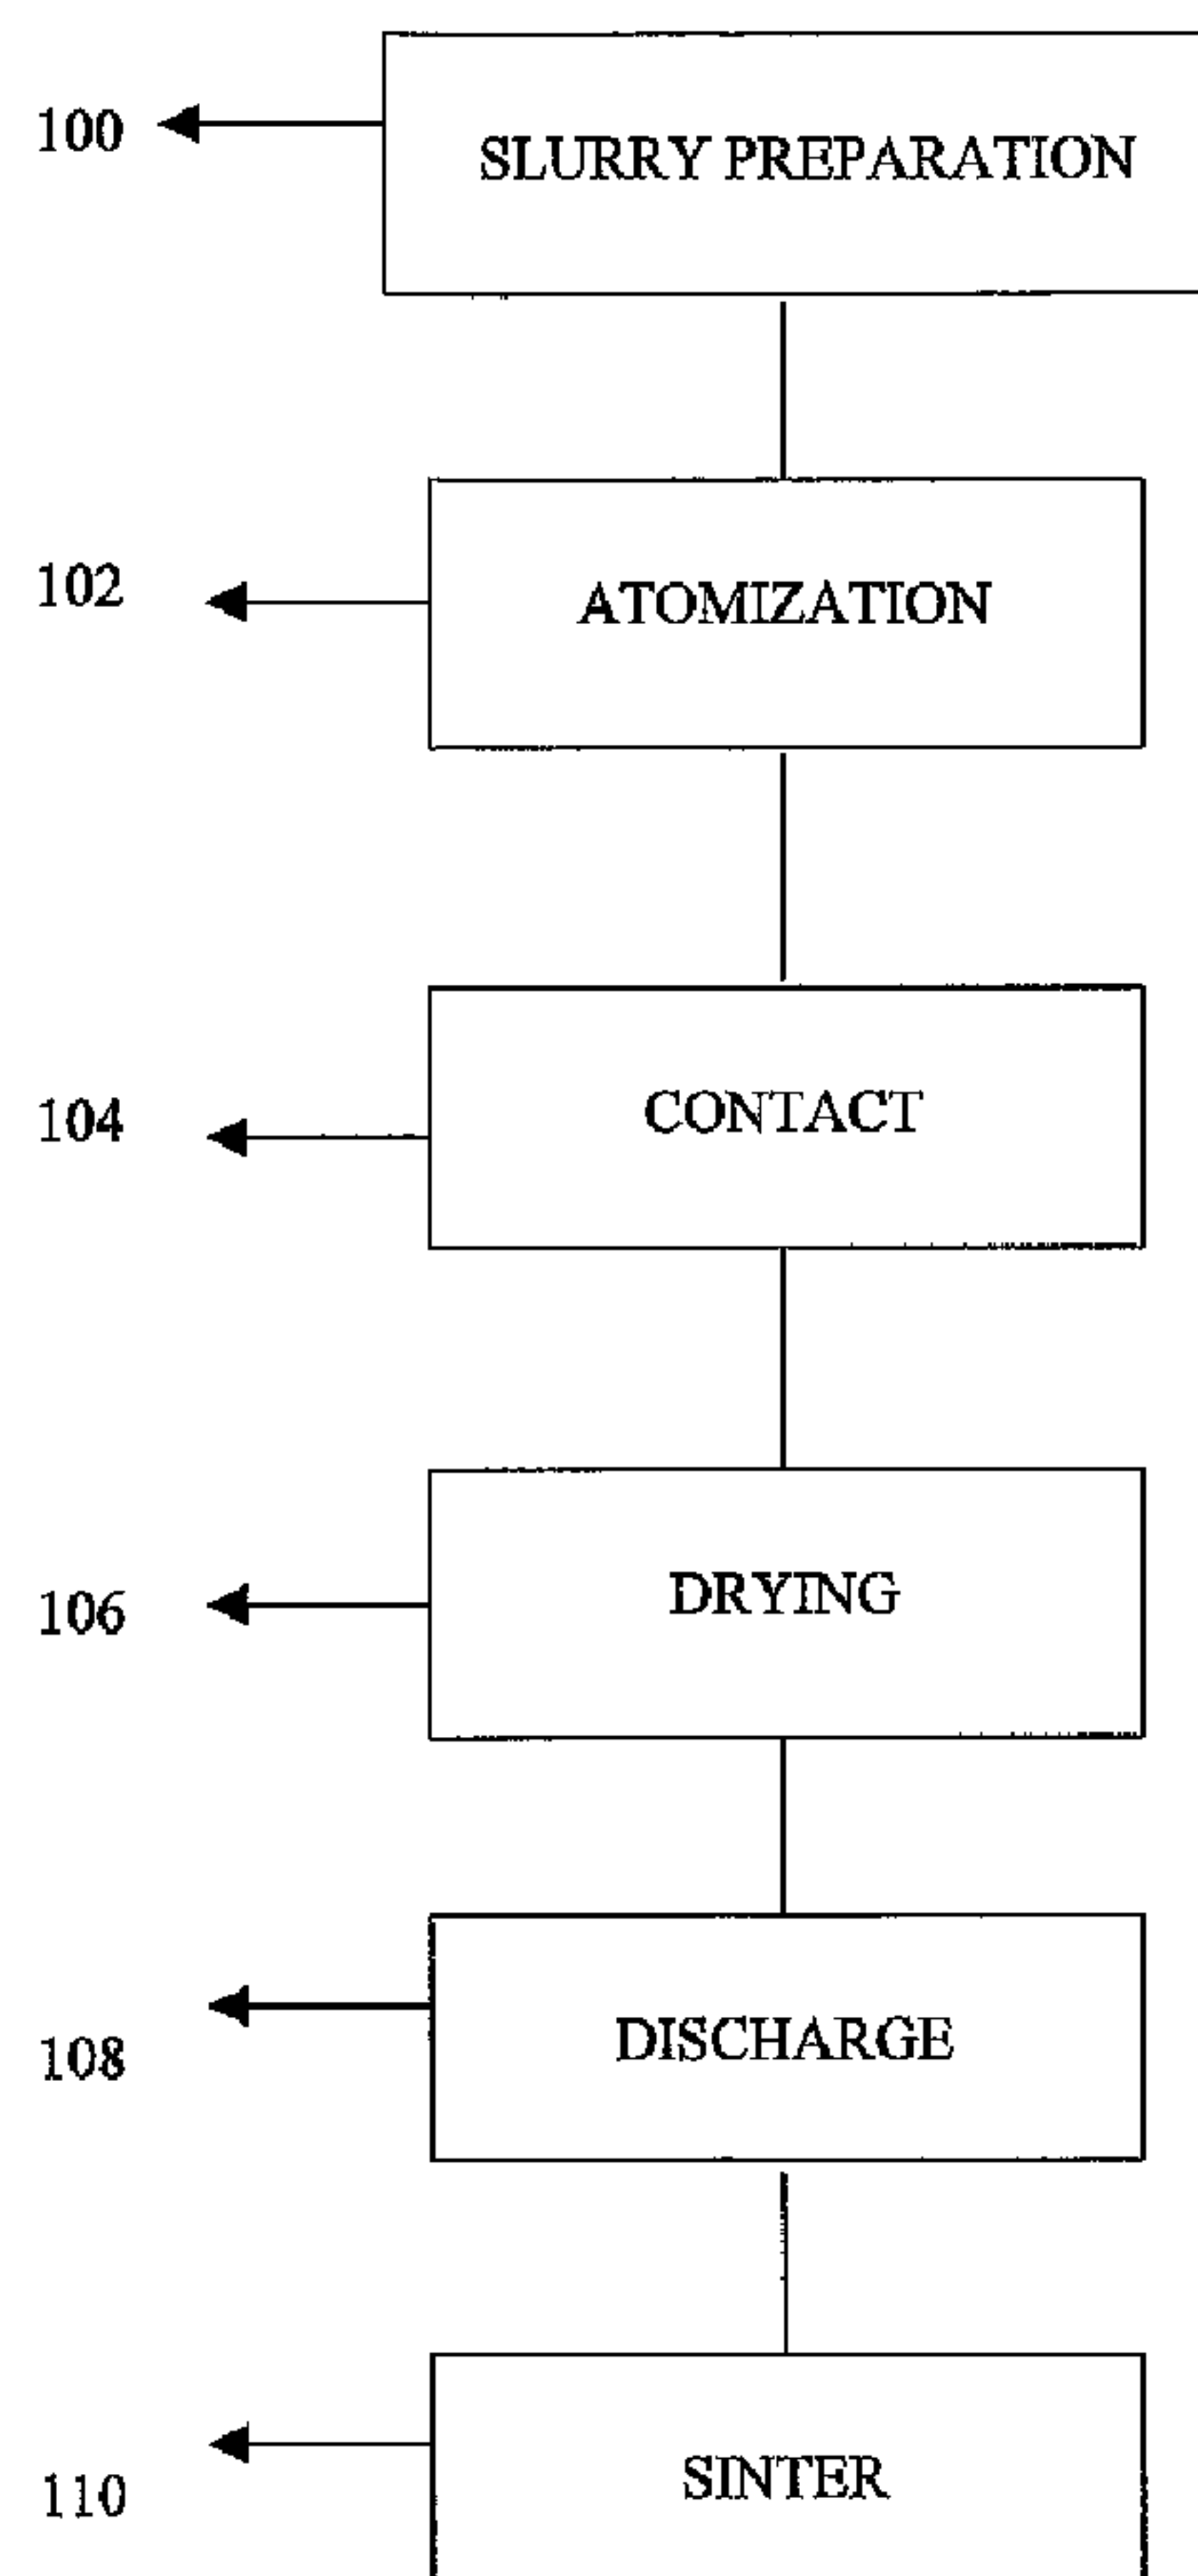 100
SLURRY PREPARATION
102
ATOMIZATION
104
CONTACT
106
DRYING
108
DISCHARGE
110
SINTER